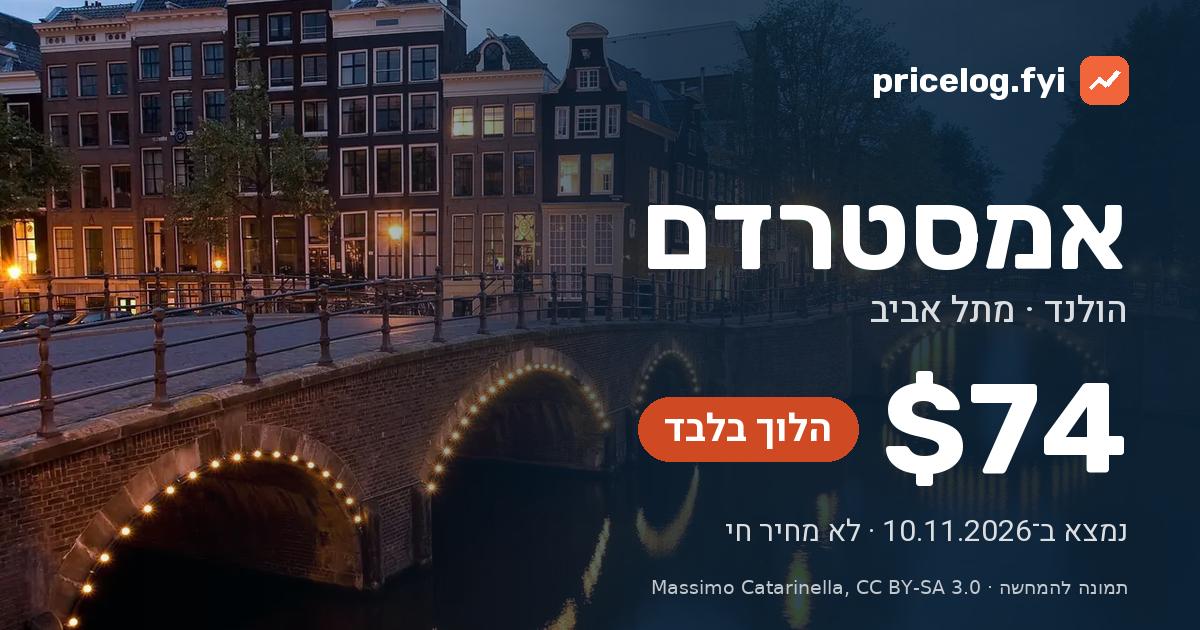 pricelog.fyi
אמסטרדם
הולנד · מתל אביב
$74 הלוך בלבד
נמצא ב־10.11.2026 · לא מחיר חי
תמונה להמחשה · Massimo Catarinella, CC BY-SA 3.0